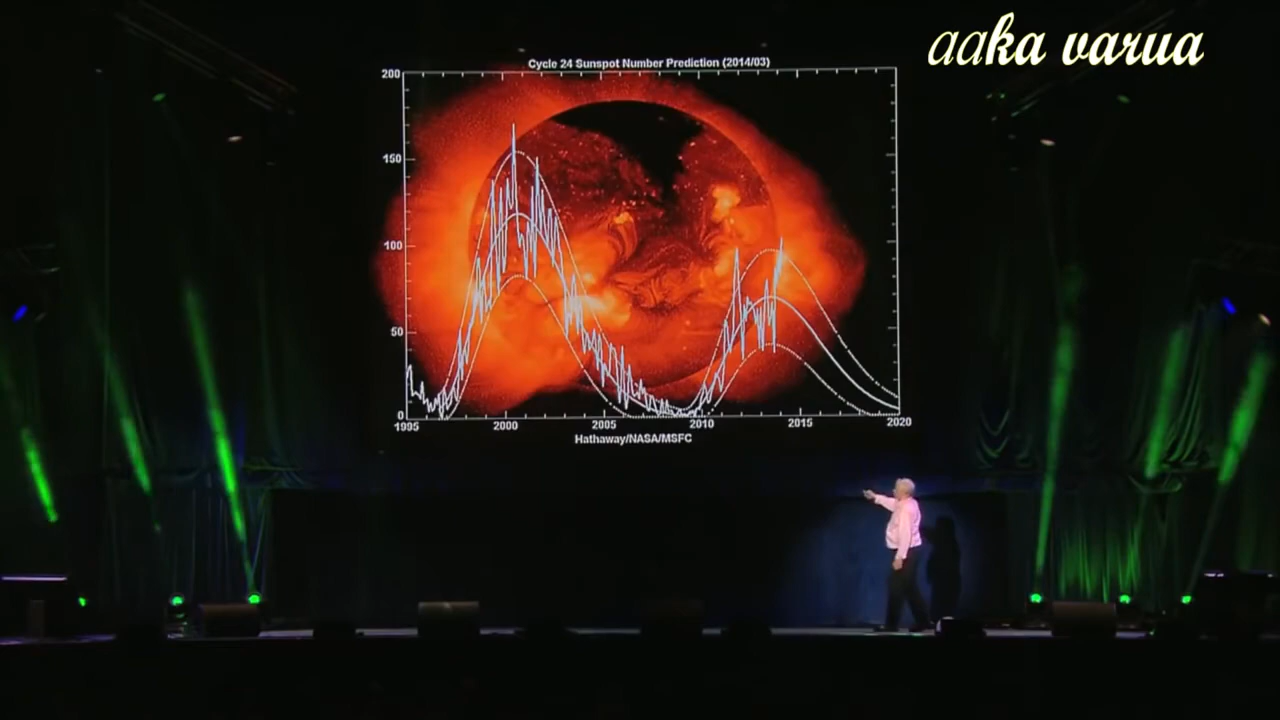 aaka varua
Cycle 24 Sunspot Number Prediction (2014/03)
200
150
100
50
0
1995 2000 2005 2010 2015 2020
Hathaway/NASA/MSFC